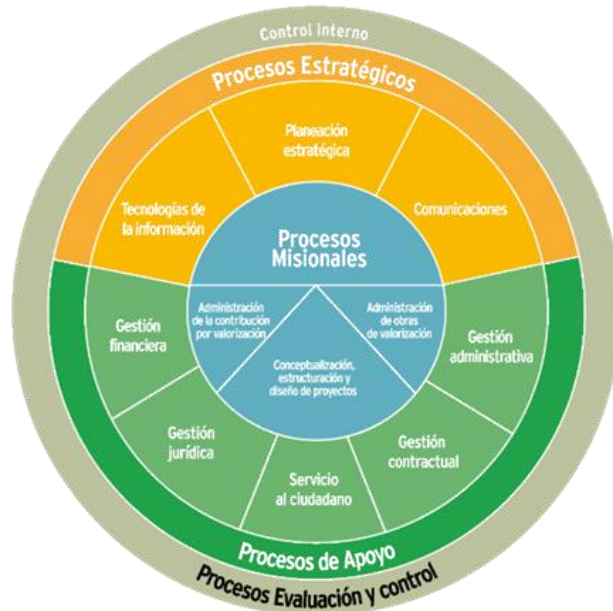 Control interno
Procesos Estratégicos
Planeación
estratégica
Tecnologías de
la información
Comunicaciones
Procesos
Misionales
Administración
de la contribución
por valorización
Administración
de obras
de valorización
Conceptualización,
estructuración y
diseño de proyectos
Gestión
financiera
Gestión
administrativa
Gestión
jurídica
Gestión
contractual
Servicio
al ciudadano
Procesos de Apoyo
Procesos Evaluación y control